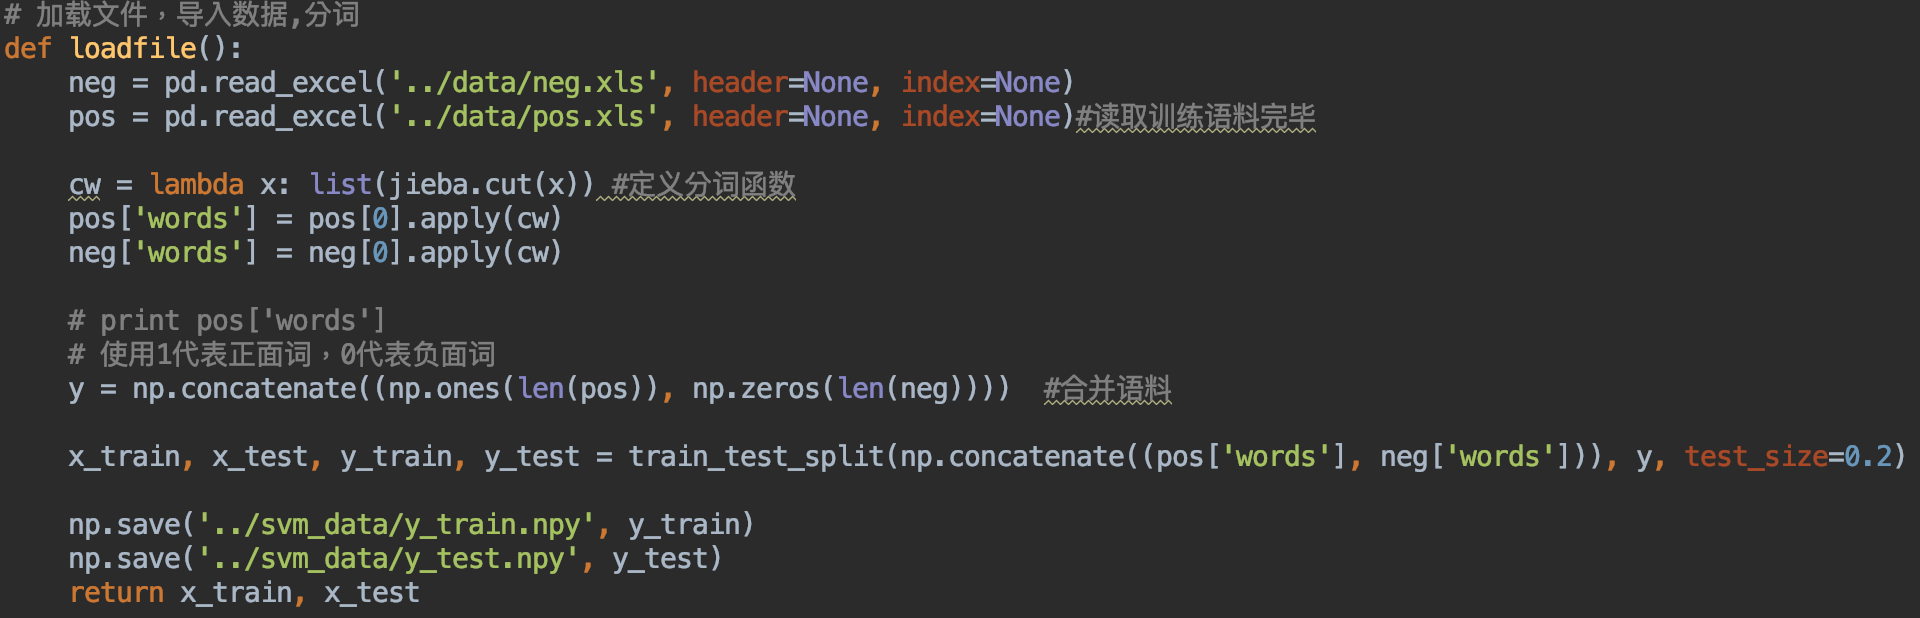 # 加载文件，导入数据,分词
def loadfile():
    neg = pd.read_excel('../data/neg.xls', header=None, index=None)
    pos = pd.read_excel('../data/pos.xls', header=None, index=None)#读取训练语料完毕
    cw = lambda x: list(jieba.cut(x)) #定义分词函数
    pos['words'] = pos[0].apply(cw)
    neg['words'] = neg[0].apply(cw)
    # print pos['words']
    # 使用1代表正面词，0代表负面词
    y = np.concatenate((np.ones(len(pos)), np.zeros(len(neg))))  #合并语料
    x_train, x_test, y_train, y_test = train_test_split(np.concatenate((pos['words'], neg['words'])), y, test_size=0.2)
    np.save('../svm_data/y_train.npy', y_train)
    np.save('../svm_data/y_test.npy', y_test)
    return x_train, x_test